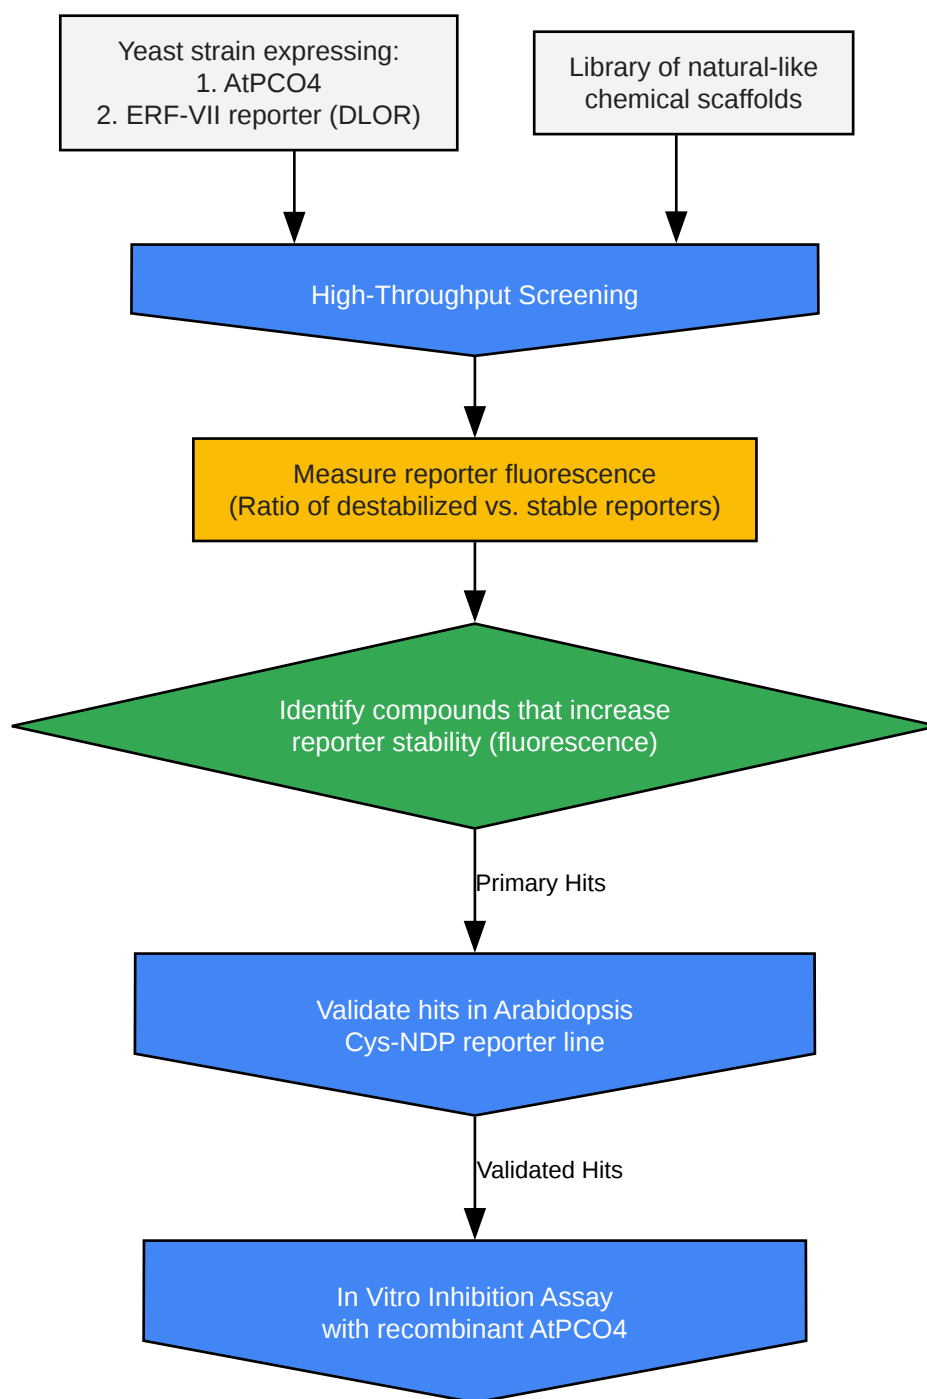 Yeast strain expressing:
1. AtPCO4
2. ERF-VII reporter (DLOR)
Library of natural-like
chemical scaffolds
High-Throughput Screening
Measure reporter fluorescence
(Ratio of destabilized vs. stable reporters)
Identify compounds that increase
reporter stability (fluorescence)
Primary Hits
Validate hits in Arabidopsis
Cys-NDP reporter line
Validated Hits
In Vitro Inhibition Assay
with recombinant AtPCO4